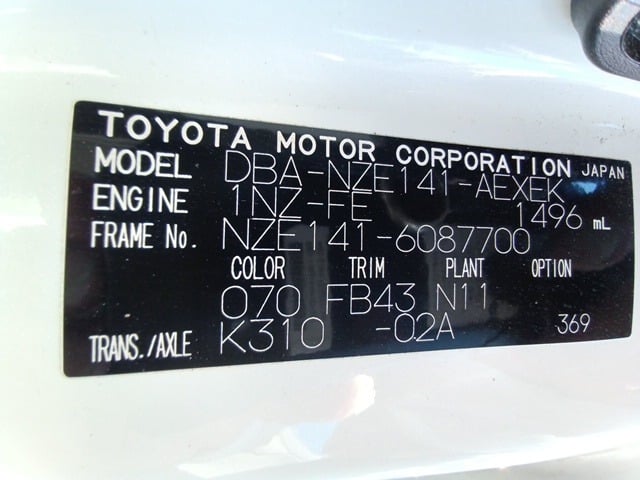 TOYOTA MOTOR CORPORATION JAPAN
MODEL DBA-NZE141-AEXEK
ENGINE 1NZ-FE 1496 mL
FRAME No. NZE141-6087700
COLOR TRIM PLANT OPTION
070 FB43 N11
TRANS./AXLE K310 -02A 369